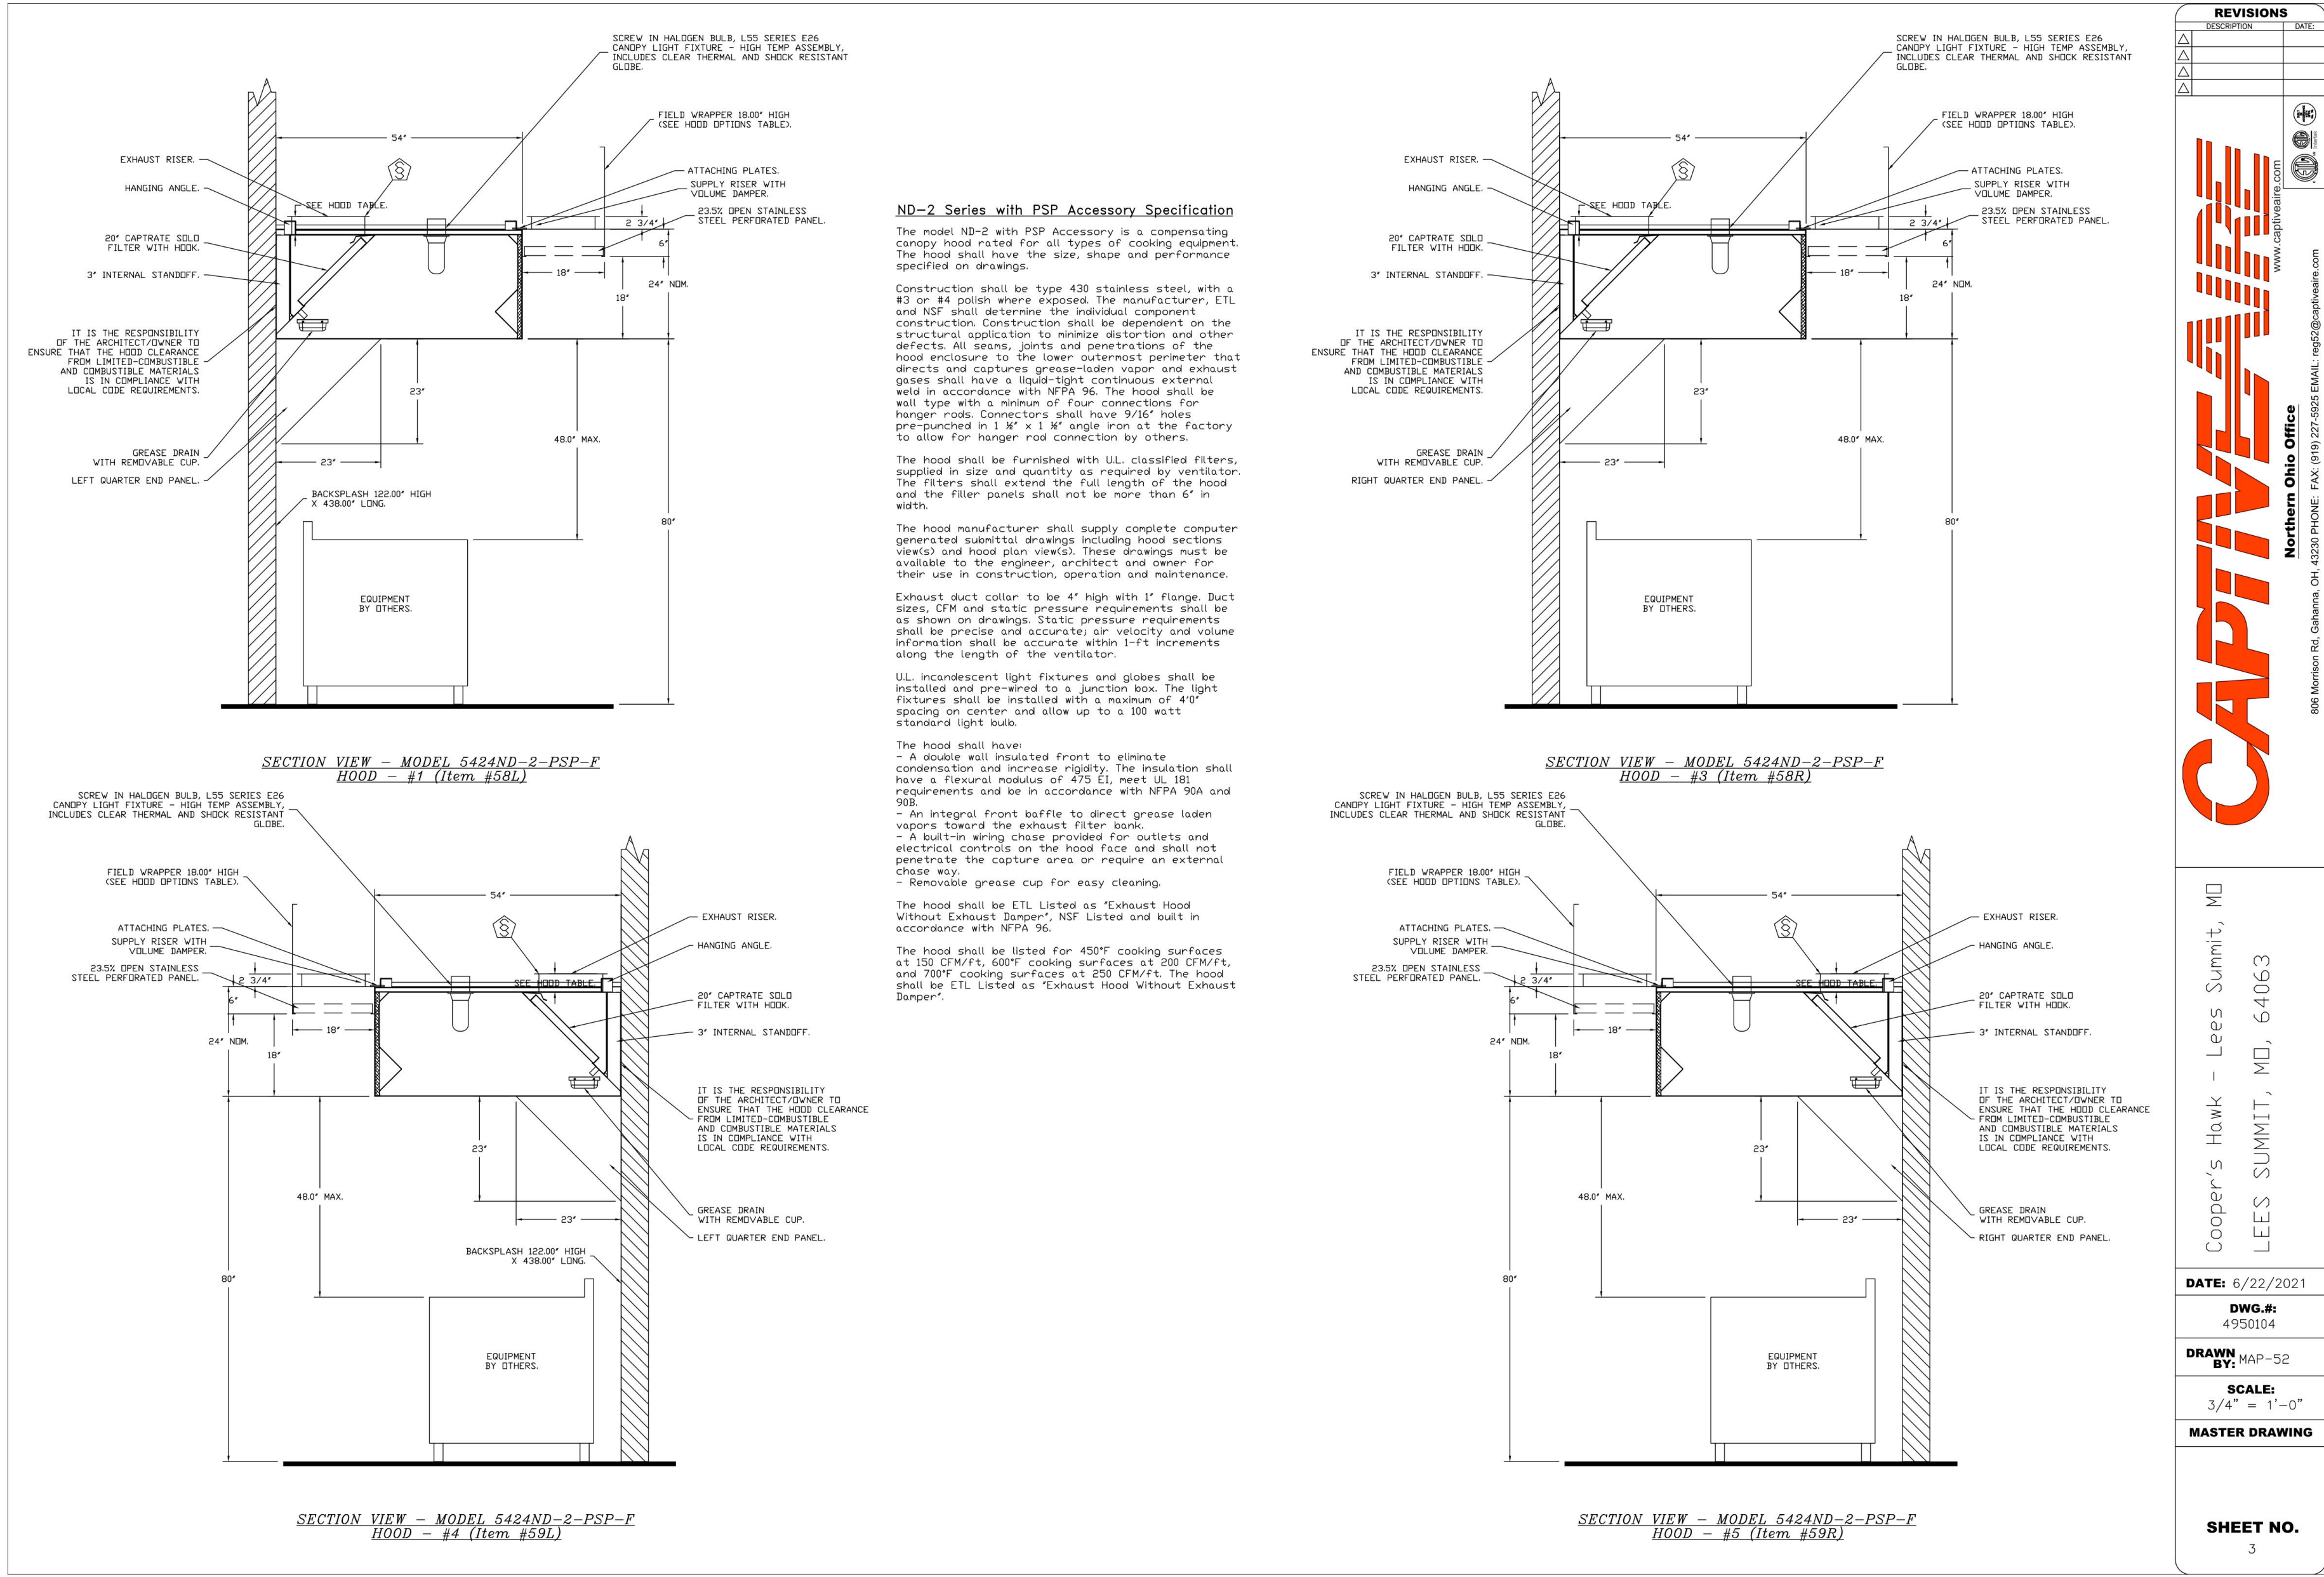 SCREW IN HALOGEN BULB, L55 SERIES E26
CANOPY LIGHT FIXTURE - HIGH TEMP ASSEMBLY,
INCLUDES CLEAR THERMAL AND SHOCK RESISTANT
GLOBE.
FIELD WRAPPER 18.00" HIGH
(SEE HOOD OPTIONS TABLE).
54"
EXHAUST RISER.
HANGING ANGLE.
SEE HOOD TABLE.
ATTACHING PLATES.
SUPPLY RISER WITH
VOLUME DAMPER.
23.5% OPEN STAINLESS
STEEL PERFORATED PANEL.
2 3/4"
6"
20" CAPTRATE SOLO
FILTER WITH HOOK.
3" INTERNAL STANDOFF.
18"
24" NOM.
18"
IT IS THE RESPONSIBILITY
OF THE ARCHITECT/OWNER TO
ENSURE THAT THE HOOD CLEARANCE
FROM LIMITED-COMBUSTIBLE
AND COMBUSTIBLE MATERIALS
IS IN COMPLIANCE WITH
LOCAL CODE REQUIREMENTS.
23"
48.0" MAX.
GREASE DRAIN
WITH REMOVABLE CUP.
23"
LEFT QUARTER END PANEL.
BACKSPLASH 122.00" HIGH
X 438.00" LONG.
80"
EQUIPMENT
BY OTHERS.
SECTION VIEW - MODEL 5424ND-2-PSP-F
HOOD - #1 (Item #58L)
SCREW IN HALOGEN BULB, L55 SERIES E26
CANOPY LIGHT FIXTURE - HIGH TEMP ASSEMBLY,
INCLUDES CLEAR THERMAL AND SHOCK RESISTANT
GLOBE.
FIELD WRAPPER 18.00" HIGH
(SEE HOOD OPTIONS TABLE).
54"
ATTACHING PLATES.
SUPPLY RISER WITH
VOLUME DAMPER.
23.5% OPEN STAINLESS
STEEL PERFORATED PANEL.
2 3/4"
6"
EXHAUST RISER.
HANGING ANGLE.
SEE HOOD TABLE.
20" CAPTRATE SOLO
FILTER WITH HOOK.
18"
3" INTERNAL STANDOFF.
24" NOM.
18"
IT IS THE RESPONSIBILITY
OF THE ARCHITECT/OWNER TO
ENSURE THAT THE HOOD CLEARANCE
FROM LIMITED-COMBUSTIBLE
AND COMBUSTIBLE MATERIALS
IS IN COMPLIANCE WITH
LOCAL CODE REQUIREMENTS.
23"
48.0" MAX.
GREASE DRAIN
WITH REMOVABLE CUP.
23"
LEFT QUARTER END PANEL.
BACKSPLASH 122.00" HIGH
X 438.00" LONG.
80"
EQUIPMENT
BY OTHERS.
SECTION VIEW - MODEL 5424ND-2-PSP-F
HOOD - #4 (Item #59L)
ND-2 Series with PSP Accessory Specification
The model ND-2 with PSP Accessory is a compensating
canopy hood rated for all types of cooking equipment.
The hood shall have the size, shape and performance
specified on drawings.
Construction shall be type 430 stainless steel, with a
#3 or #4 polish where exposed. The manufacturer, ETL
and NSF shall determine the individual component
construction. Construction shall be dependent on the
structural application to minimize distortion and other
defects. All seams, joints and penetrations of the
hood enclosure to the lower outermost perimeter that
directs and captures grease-laden vapor and exhaust
gases shall have a liquid-tight continuous external
weld in accordance with NFPA 96. The hood shall be
wall type with a minimum of four connections for
hanger rods. Connectors shall have 9/16" holes
pre-punched in 1 ½" x 1 ½" angle iron at the factory
to allow for hanger rod connection by others.
The hood shall be furnished with U.L. classified filters,
supplied in size and quantity as required by ventilator.
The filters shall extend the full length of the hood
and the filler panels shall not be more than 6" in
width.
The hood manufacturer shall supply complete computer
generated submittal drawings including hood sections
view(s) and hood plan view(s). These drawings must be
available to the engineer, architect and owner for
their use in construction, operation and maintenance.
Exhaust duct collar to be 4" high with 1" flange. Duct
sizes, CFM and static pressure requirements shall be
as shown on drawings. Static pressure requirements
shall be precise and accurate; air velocity and volume
information shall be accurate within 1-ft increments
along the length of the ventilator.
U.L. incandescent light fixtures and globes shall be
installed and pre-wired to a junction box. The light
fixtures shall be installed with a maximum of 4'0"
spacing on center and allow up to a 100 watt
standard light bulb.
The hood shall have:
- A double wall insulated front to eliminate
condensation and increase rigidity. The insulation shall
have a flexural modulus of 475 EI, meet UL 181
requirements and be in accordance with NFPA 90A and
90B.
- An integral front baffle to direct grease laden
vapors toward the exhaust filter bank.
- A built-in wiring chase provided for outlets and
electrical controls on the hood face and shall not
penetrate the capture area or require an external
chase way.
- Removable grease cup for easy cleaning.
The hood shall be ETL Listed as "Exhaust Hood
Without Exhaust Damper", NSF Listed and built in
accordance with NFPA 96.
The hood shall be listed for 450°F cooking surfaces
at 150 CFM/ft, 600°F cooking surfaces at 200 CFM/ft,
and 700°F cooking surfaces at 250 CFM/ft. The hood
shall be ETL Listed as "Exhaust Hood Without Exhaust
Damper".
SCREW IN HALOGEN BULB, L55 SERIES E26
CANOPY LIGHT FIXTURE - HIGH TEMP ASSEMBLY,
INCLUDES CLEAR THERMAL AND SHOCK RESISTANT
GLOBE.
FIELD WRAPPER 18.00" HIGH
(SEE HOOD OPTIONS TABLE).
54"
EXHAUST RISER.
HANGING ANGLE.
SEE HOOD TABLE.
ATTACHING PLATES.
SUPPLY RISER WITH
VOLUME DAMPER.
23.5% OPEN STAINLESS
STEEL PERFORATED PANEL.
2 3/4"
6"
20" CAPTRATE SOLO
FILTER WITH HOOK.
3" INTERNAL STANDOFF.
18"
24" NOM.
18"
IT IS THE RESPONSIBILITY
OF THE ARCHITECT/OWNER TO
ENSURE THAT THE HOOD CLEARANCE
FROM LIMITED-COMBUSTIBLE
AND COMBUSTIBLE MATERIALS
IS IN COMPLIANCE WITH
LOCAL CODE REQUIREMENTS.
23"
48.0" MAX.
GREASE DRAIN
WITH REMOVABLE CUP.
23"
RIGHT QUARTER END PANEL.
80"
EQUIPMENT
BY OTHERS.
SECTION VIEW - MODEL 5424ND-2-PSP-F
HOOD - #3 (Item #58R)
SCREW IN HALOGEN BULB, L55 SERIES E26
CANOPY LIGHT FIXTURE - HIGH TEMP ASSEMBLY,
INCLUDES CLEAR THERMAL AND SHOCK RESISTANT
GLOBE.
FIELD WRAPPER 18.00" HIGH
(SEE HOOD OPTIONS TABLE).
54"
ATTACHING PLATES.
SUPPLY RISER WITH
VOLUME DAMPER.
23.5% OPEN STAINLESS
STEEL PERFORATED PANEL.
2 3/4"
6"
EXHAUST RISER.
HANGING ANGLE.
SEE HOOD TABLE.
20" CAPTRATE SOLO
FILTER WITH HOOK.
18"
3" INTERNAL STANDOFF.
24" NOM.
18"
IT IS THE RESPONSIBILITY
OF THE ARCHITECT/OWNER TO
ENSURE THAT THE HOOD CLEARANCE
FROM LIMITED-COMBUSTIBLE
AND COMBUSTIBLE MATERIALS
IS IN COMPLIANCE WITH
LOCAL CODE REQUIREMENTS.
23"
48.0" MAX.
GREASE DRAIN
WITH REMOVABLE CUP.
23"
RIGHT QUARTER END PANEL.
80"
EQUIPMENT
BY OTHERS.
SECTION VIEW - MODEL 5424ND-2-PSP-F
HOOD - #5 (Item #59R)
REVISIONS
DESCRIPTION DATE:
CAPTIVEAIRE
www.captiveaire.com
Northern Ohio Office
806 Morrison Rd, Gahanna, OH, 43230 PHONE: FAX: (919) 227-5925 EMAIL: reg52@captiveaire.com
Cooper's Hawk - Lees Summit, MO
LEES SUMMIT, MO, 64063
DATE: 6/22/2021
DWG.#:
4950104
DRAWN
BY: MAP-52
SCALE:
3/4" = 1'-0"
MASTER DRAWING
SHEET NO.
3